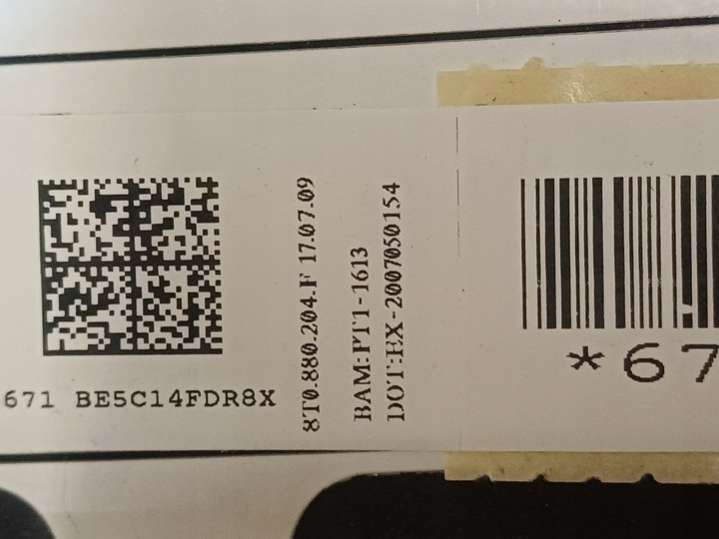 671 BE5C14FDR8X
8T0.880.204.F 17.07.09
BAM:PT1-1613
DOT:EX-2007050154
*67